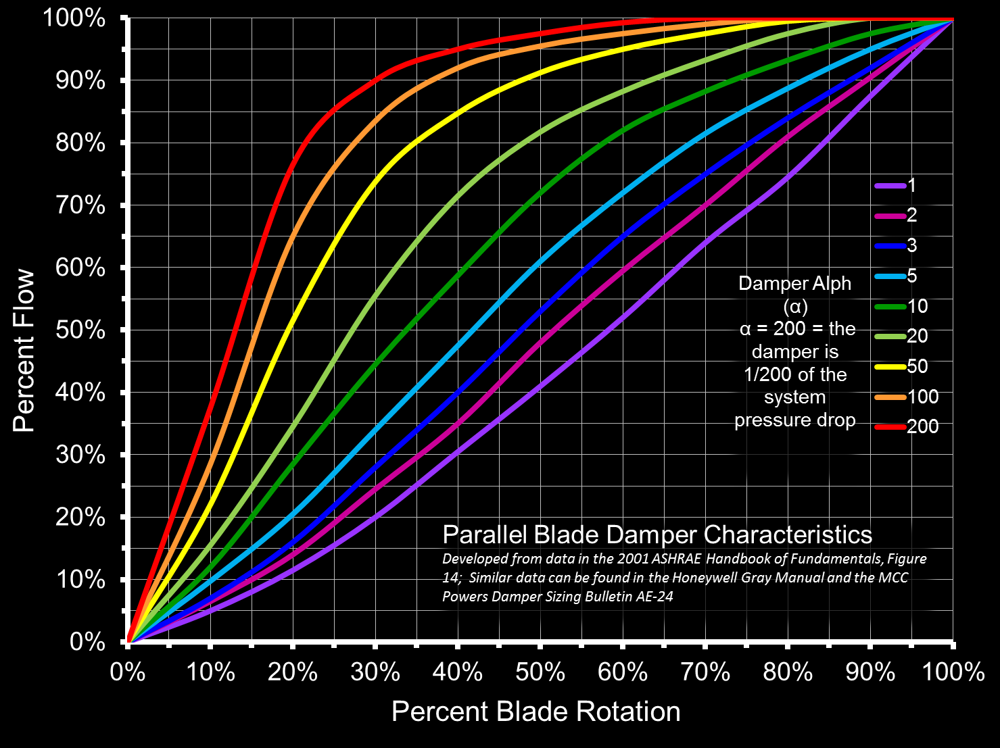 100%
90%
80%
70%
60%
50%
40%
30%
20%
10%
0%
Percent Flow
0% 10% 20% 30% 40% 50% 60% 70% 80% 90% 100%
Percent Blade Rotation
1
2
3
5
10
20
50
100
200
Damper Alph
(α)
α = 200 = the
damper is
1/200 of the
system
pressure drop
Parallel Blade Damper Characteristics
Developed from data in the 2001 ASHRAE Handbook of Fundamentals, Figure
14;  Similar data can be found in the Honeywell Gray Manual and the MCC
Powers Damper Sizing Bulletin AE-24